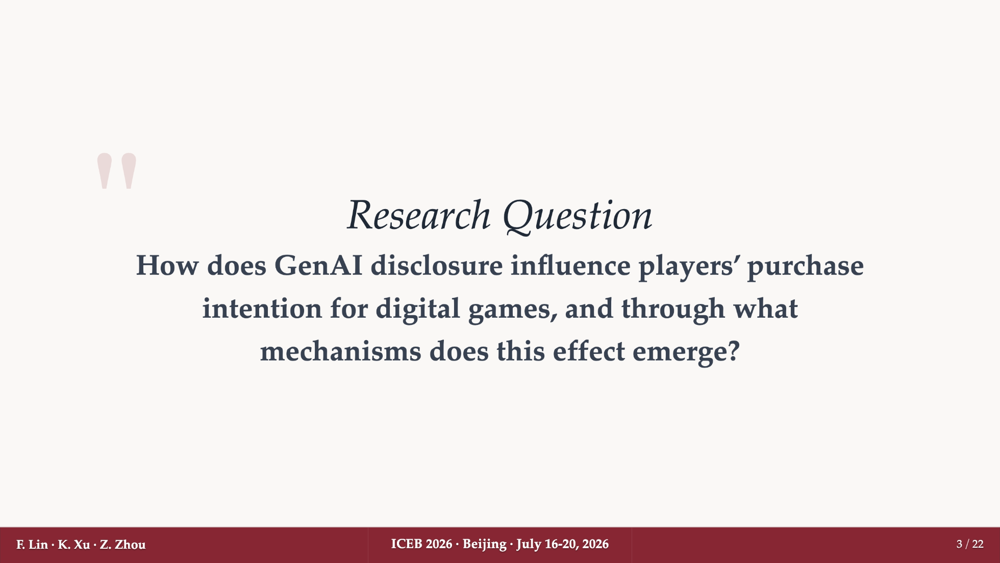 "
Research Question
How does GenAI disclosure influence players’ purchase
intention for digital games, and through what
mechanisms does this effect emerge?
F. Lin · K. Xu · Z. Zhou
ICEB 2026 · Beijing · July 16-20, 2026
3 / 22